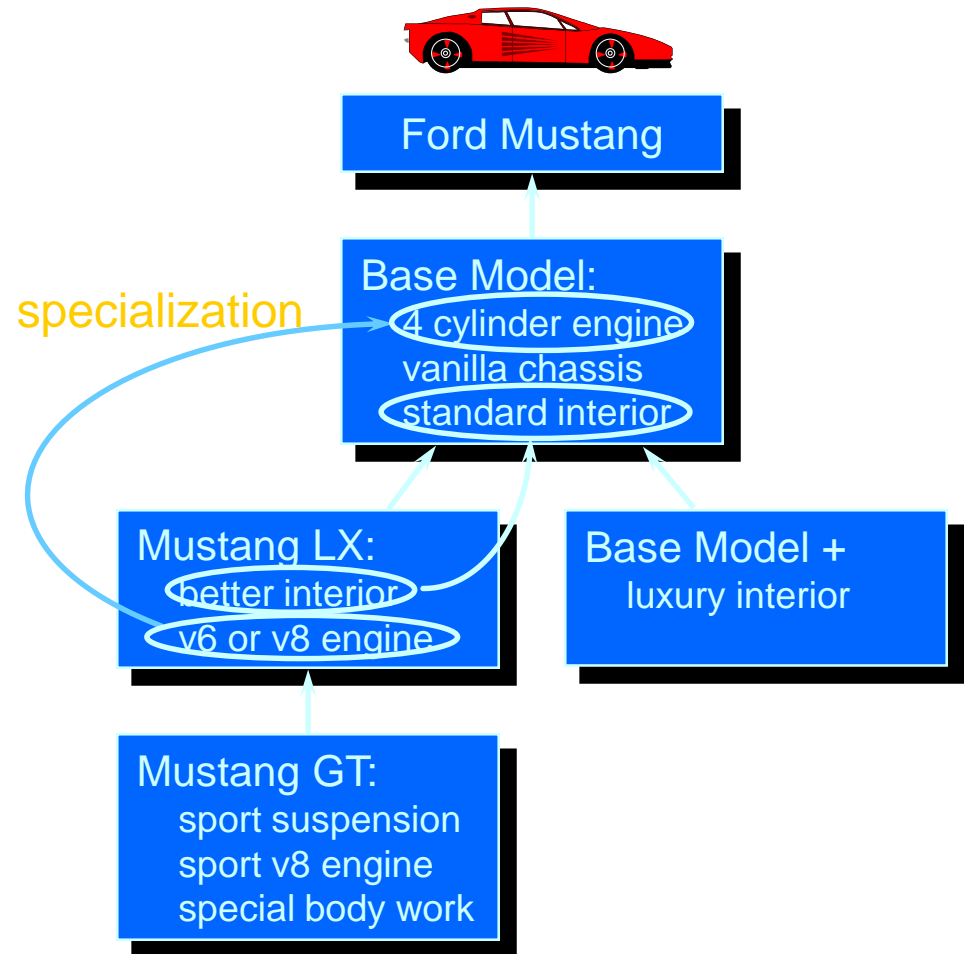 Ford Mustang
Base Model:
4 cylinder engine
vanilla chassis
standard interior
specialization
Mustang LX:
better interior
v6 or v8 engine
Base Model +
luxury interior
Mustang GT:
sport suspension
sport v8 engine
special body work